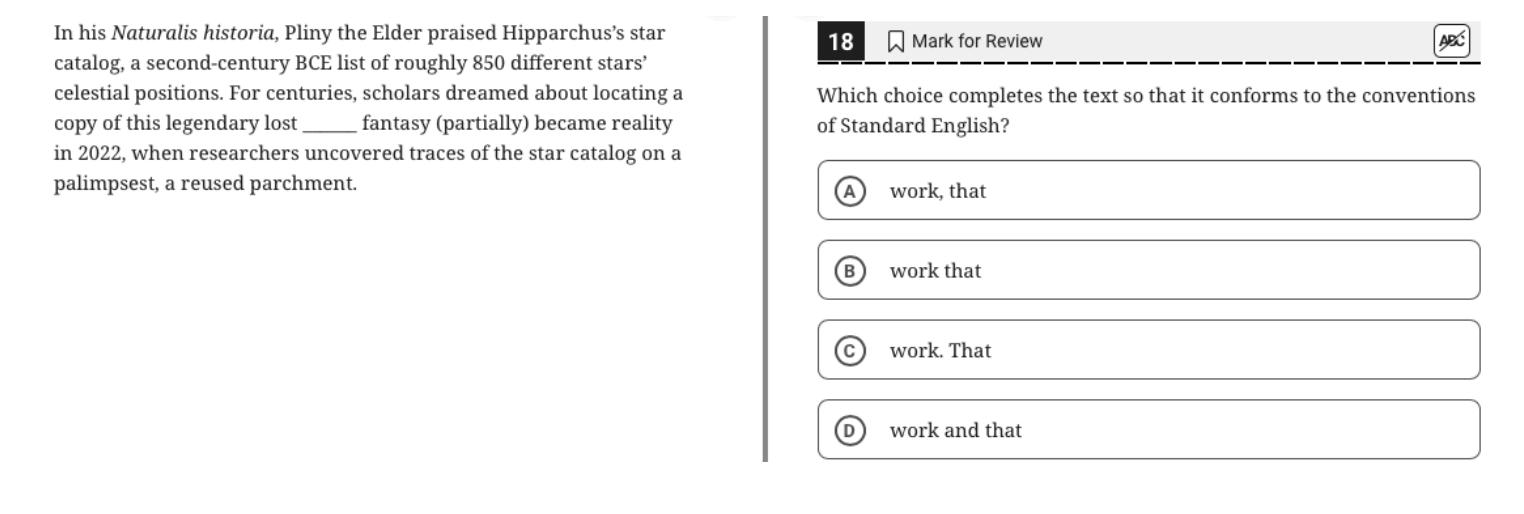 In his Naturalis historia, Pliny the Elder praised Hipparchus’s star
catalog, a second-century BCE list of roughly 850 different stars’
celestial positions. For centuries, scholars dreamed about locating a
copy of this legendary lost ______ fantasy (partially) became reality
in 2022, when researchers uncovered traces of the star catalog on a
palimpsest, a reused parchment.
18 Mark for Review ABC
Which choice completes the text so that it conforms to the conventions
of Standard English?
A work, that
B work that
C work. That
D work and that